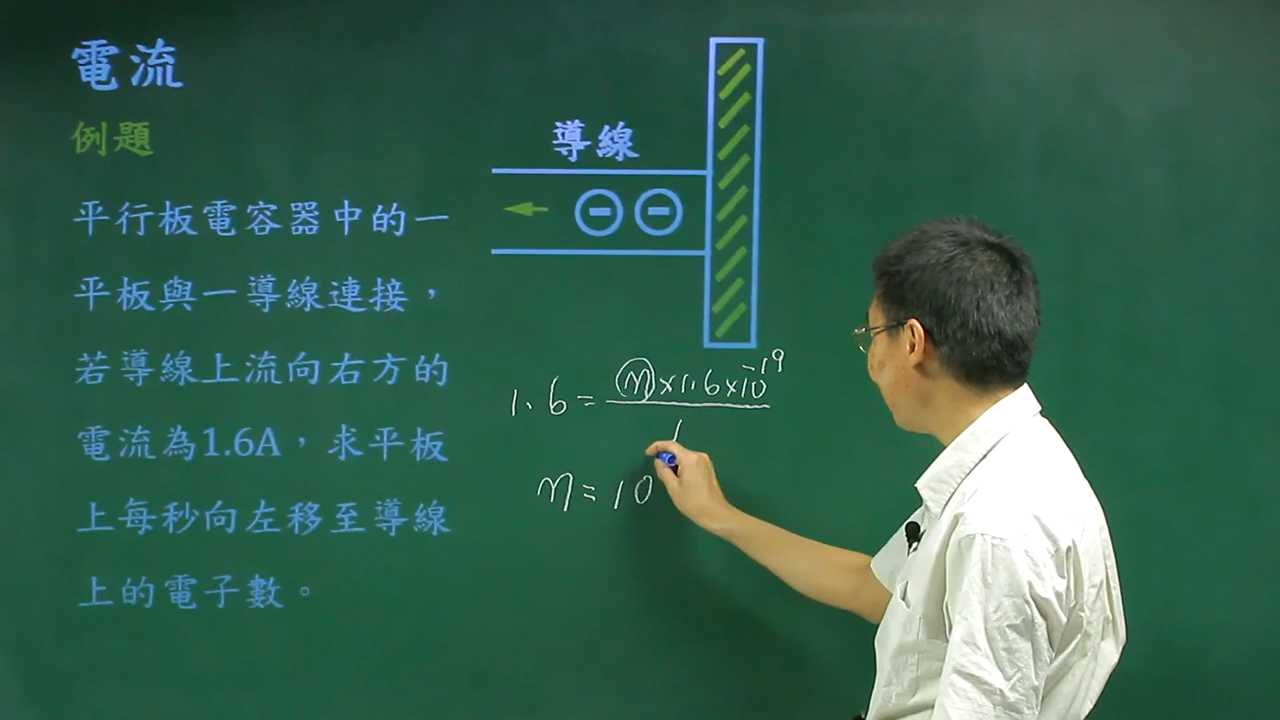 電流
例題
平行板電容器中的一
平板與一導線連接，
若導線上流向右方的
電流為1.6A，求平板
上每秒向左移至導線
上的電子數。
導線
1.6 = n×1.6×10⁻¹⁹ / 1
n = 10